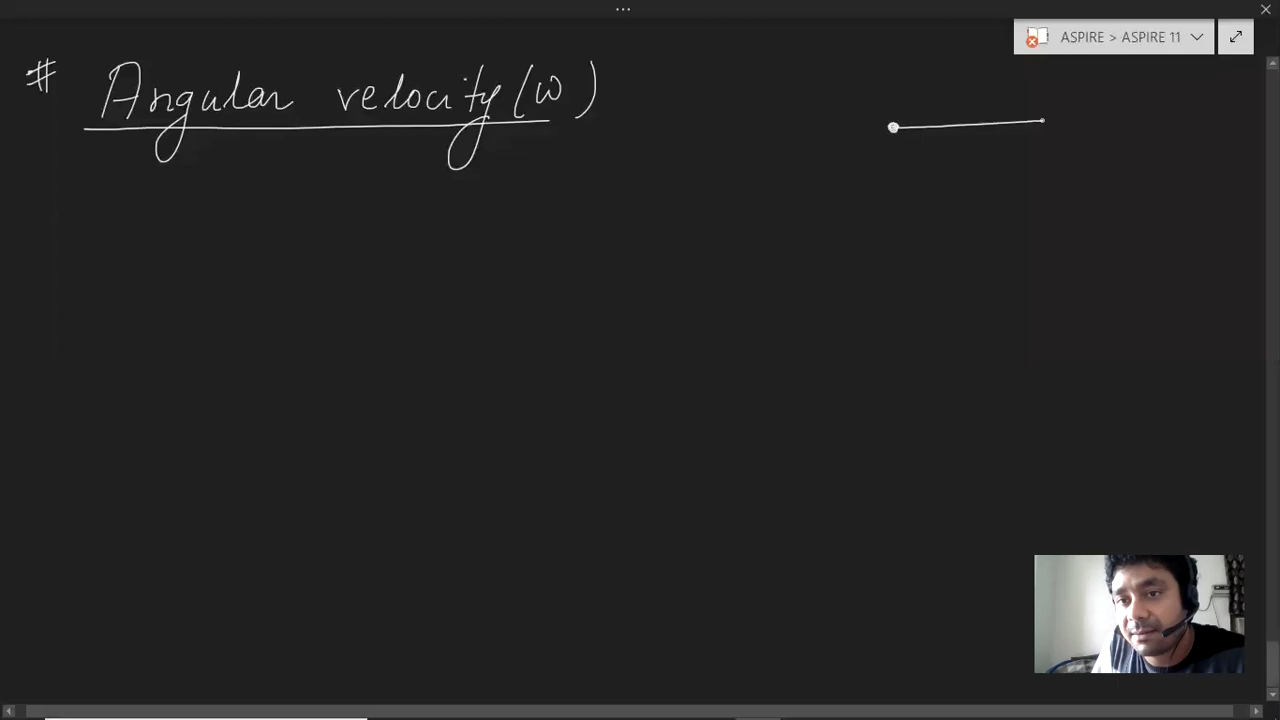 # Angular velocity (ω)
ASPIRE > ASPIRE 11